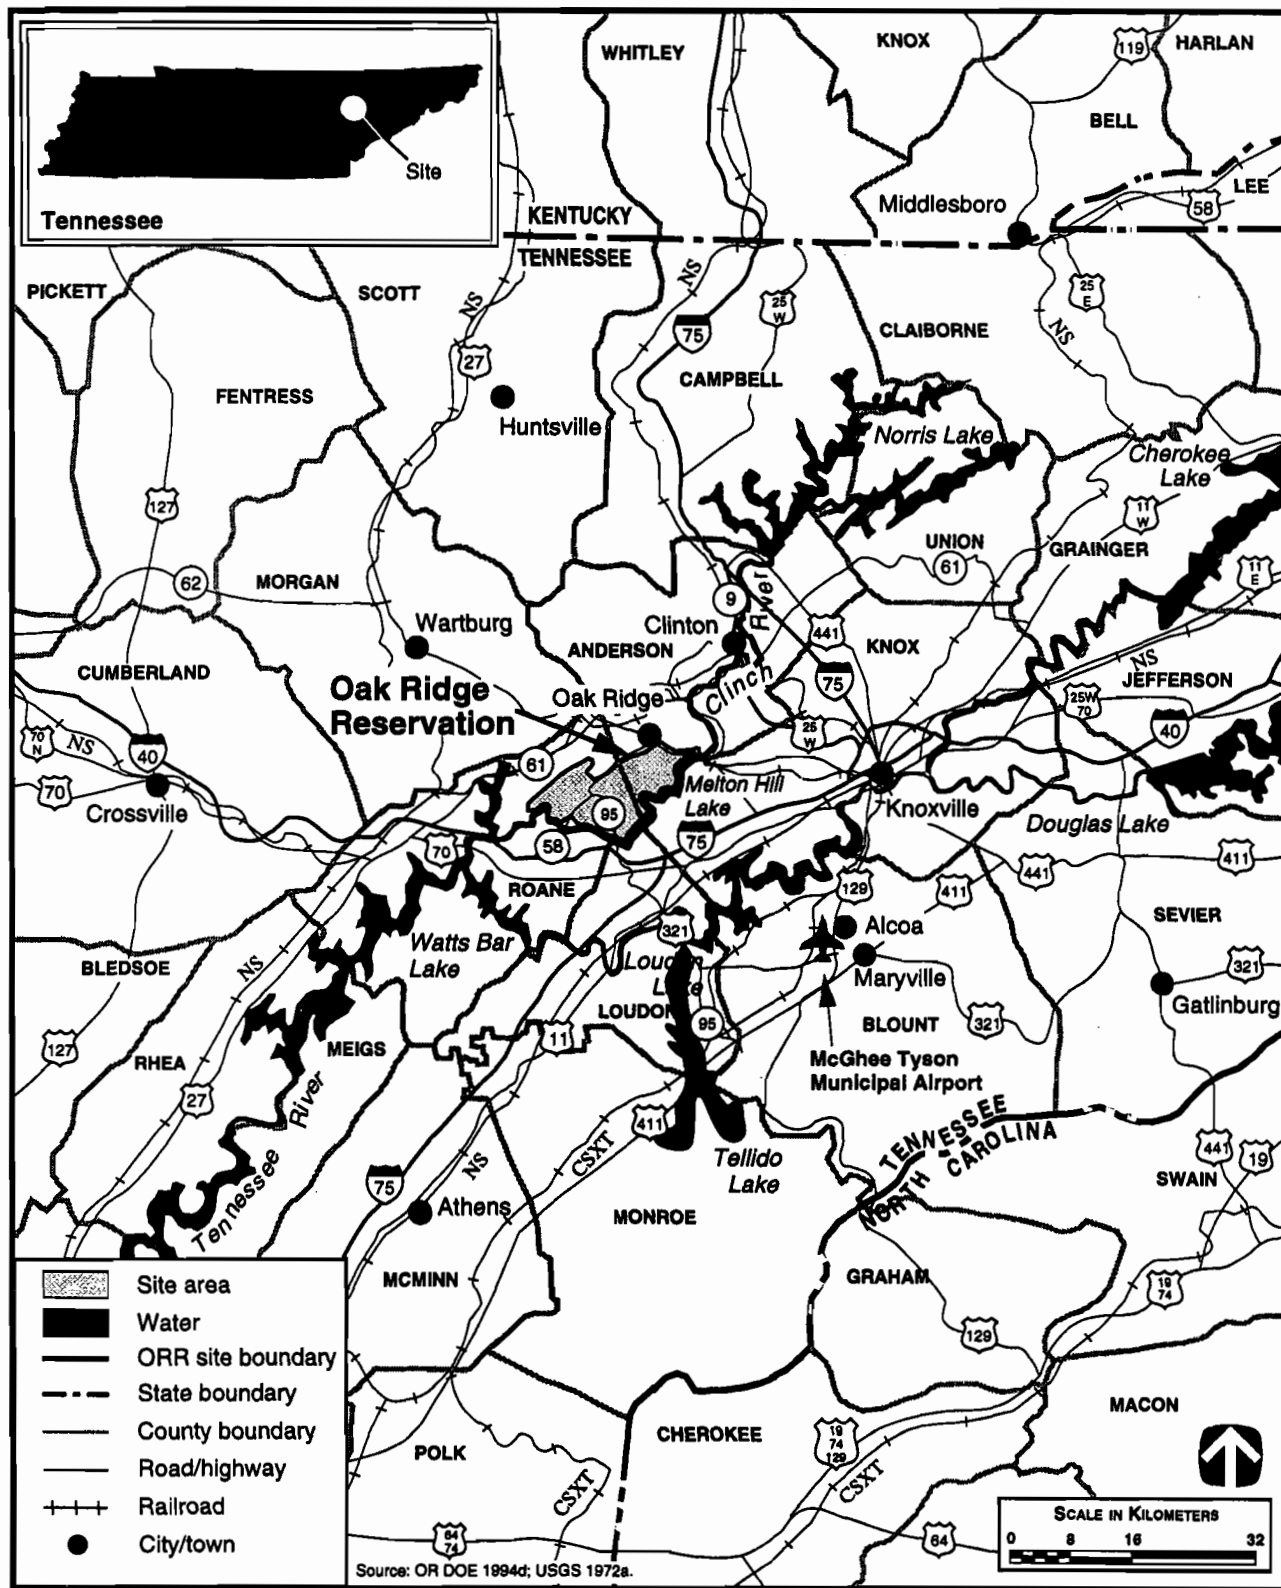 WHITLEY
KNOX
119
HARLAN
BELL
Site
Tennessee
LEE
58
Middlesboro
KENTUCKY
TENNESSEE
PICKETT
SCOTT
NS
NS
25
W
25
E
NS
75
27
CLAIBORNE
CAMPBELL
FENTRESS
Huntsville
Norris Lake
Cherokee
Lake
127
11
W
UNION
61
GRAINGER
11
E
62
MORGAN
9
River
441
Wartburg
Clinton
ANDERSON
KNOX
CUMBERLAND
Clinch
75
NS
JEFFERSON
Oak Ridge
Reservation
Oak Ridge
25W
70
40
70
N
NS
40
25
W
61
70
Crossville
95
Melton Hill
Lake
Knoxville
Douglas Lake
58
75
70
441
411
ROANE
129
411
SEVIER
321
Alcoa
Watts Bar
Lake
BLEDSOE
NS
Loudon
Lake
Maryville
321
Gatlinburg
LOUDON
95
BLOUNT
321
127
MEIGS
11
RHEA
McGhee Tyson
Municipal Airport
27
River
411
CSXT
TENNESSEE
NORTH CAROLINA
Tellido
Lake
441
19
NS
75
SWAIN
Tennessee
Athens
MONROE
MCMINN
GRAHAM
19
74
129
MACON
CHEROKEE
19
74
129
POLK
CSXT
CSXT
64
74
64
Site area
Water
ORR site boundary
State boundary
County boundary
Road/highway
Railroad
City/town
SCALE IN KILOMETERS
0 8 16 32
Source: OR DOE 1994d; USGS 1972a.